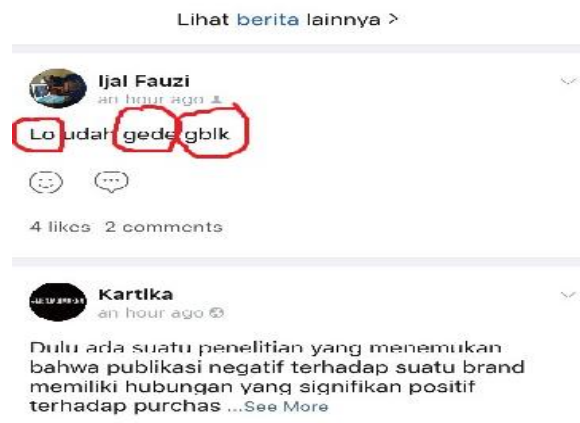 Lihat berita lainnya >
Ijal Fauzi
an hour ago
Lo udah gede gblk
4 likes 2 comments
Kartika
an hour ago
Dulu ada suatu penelitian yang menemukan
bahwa publikasi negatif terhadap suatu brand
memiliki hubungan yang signifikan positif
terhadap purchas ...See More